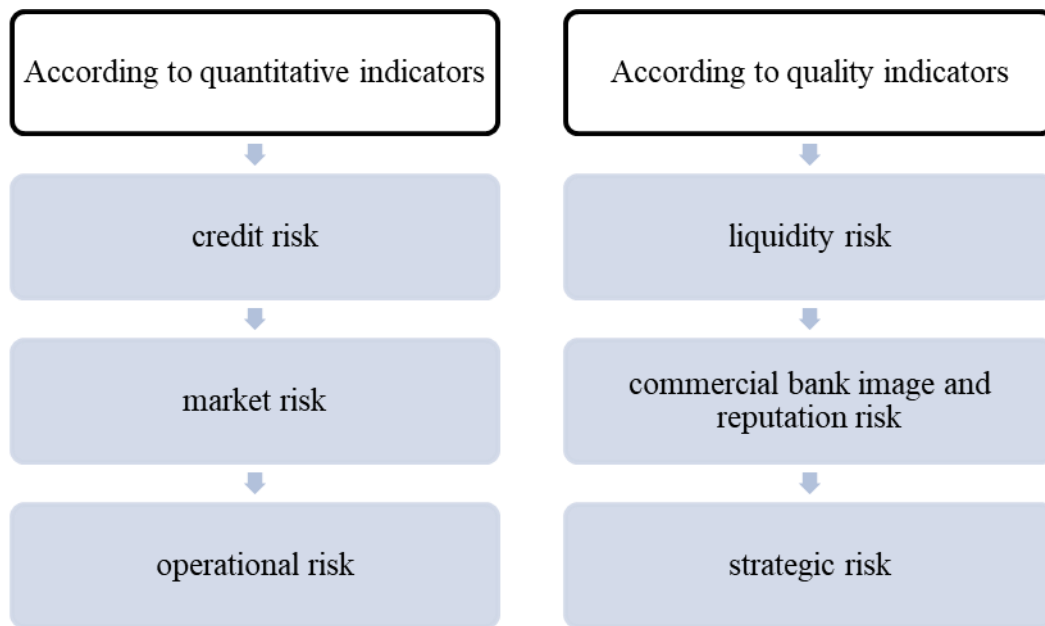 According to quantitative indicators
credit risk
market risk
operational risk
According to quality indicators
liquidity risk
commercial bank image and
reputation risk
strategic risk